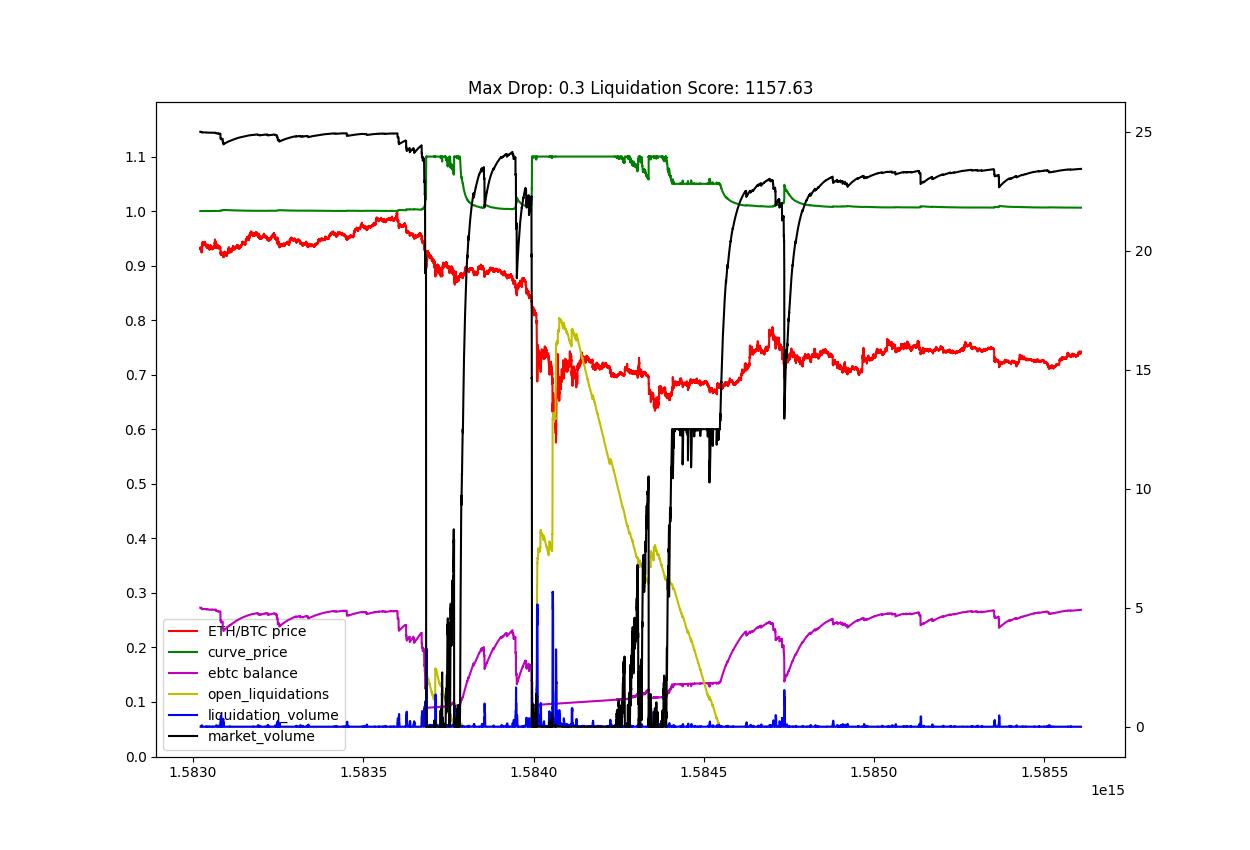 Max Drop: 0.3 Liquidation Score: 1157.63
1.1
1.0
0.9
0.8
0.7
0.6
0.5
0.4
0.3
0.2
0.1
0.0
25
20
15
10
5
0
ETH/BTC price
curve_price
ebtc balance
open_liquidations
liquidation_volume
market_volume
1.5830 1.5835 1.5840 1.5845 1.5850 1.5855
1e15